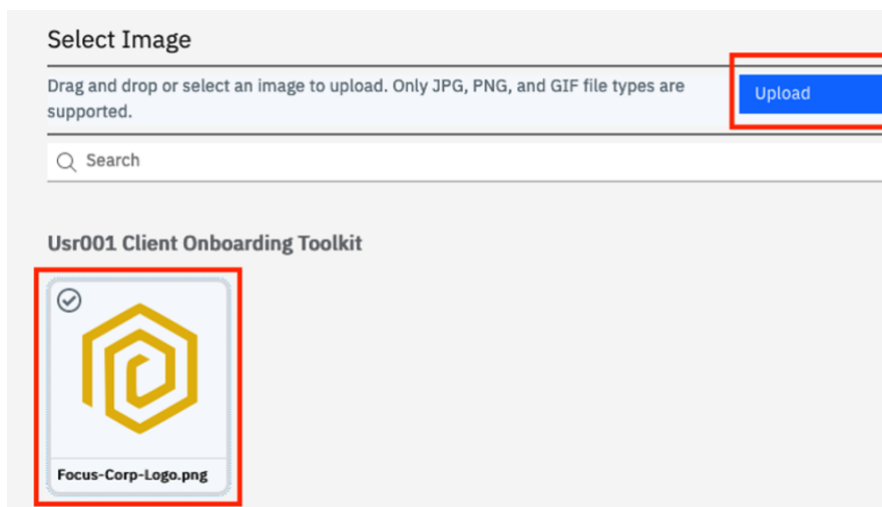 Select Image
Drag and drop or select an image to upload. Only JPG, PNG, and GIF file types are
supported.
Upload
Search
Usr001 Client Onboarding Toolkit
Focus-Corp-Logo.png